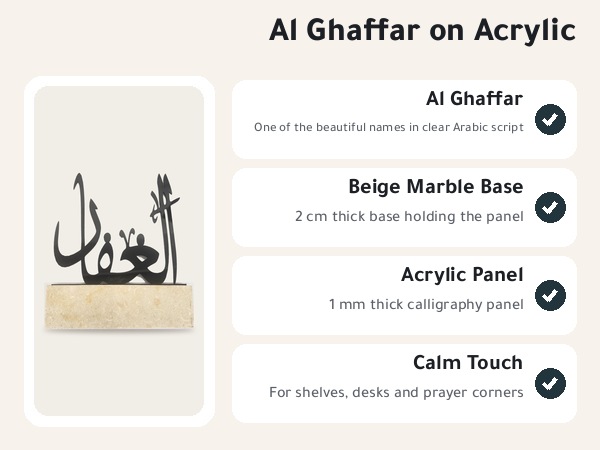 Al Ghaffar on Acrylic
الغفار
Al Ghaffar
One of the beautiful names in clear Arabic script
Beige Marble Base
2 cm thick base holding the panel
Acrylic Panel
1 mm thick calligraphy panel
Calm Touch
For shelves, desks and prayer corners